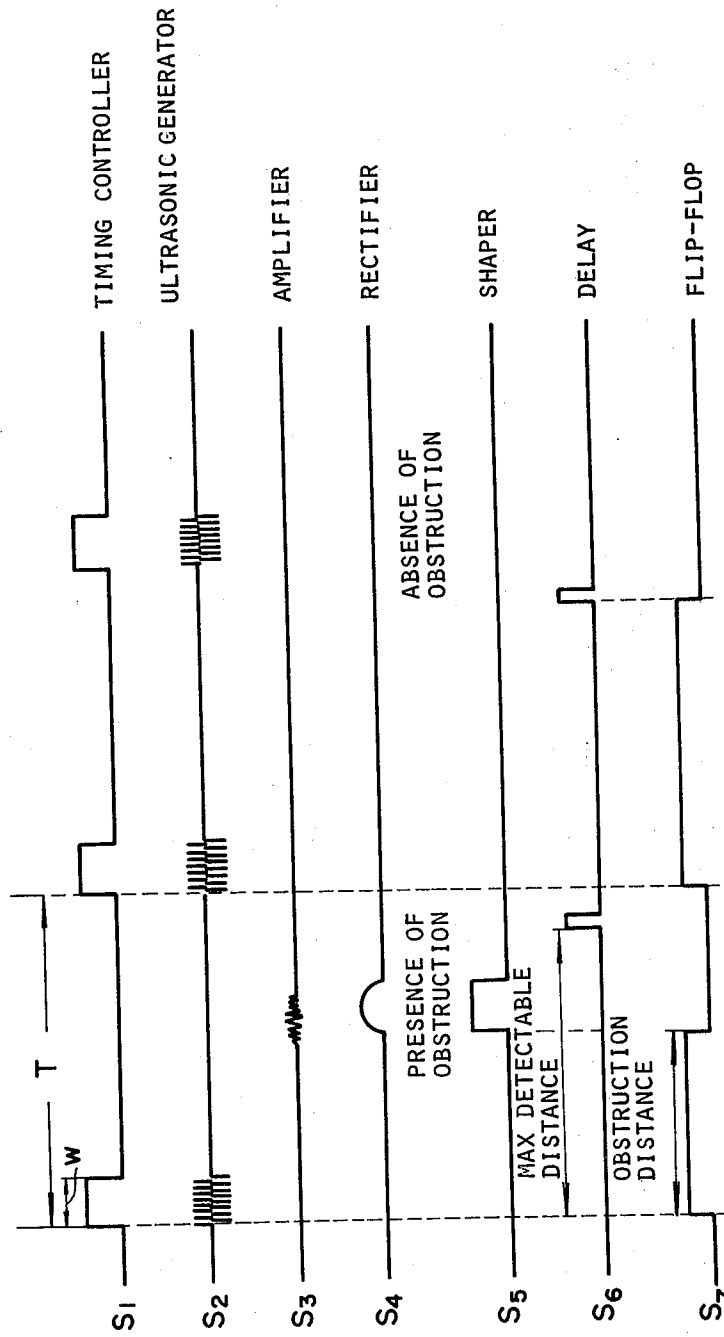 T
W
S1
TIMING CONTROLLER
S2
ULTRASONIC GENERATOR
S3
AMPLIFIER
S4
RECTIFIER
PRESENCE OF
OBSTRUCTION
ABSENCE OF
OBSTRUCTION
S5
SHAPER
MAX DETECTABLE
DISTANCE
S6
DELAY
OBSTRUCTION
DISTANCE
S7
FLIP-FLOP